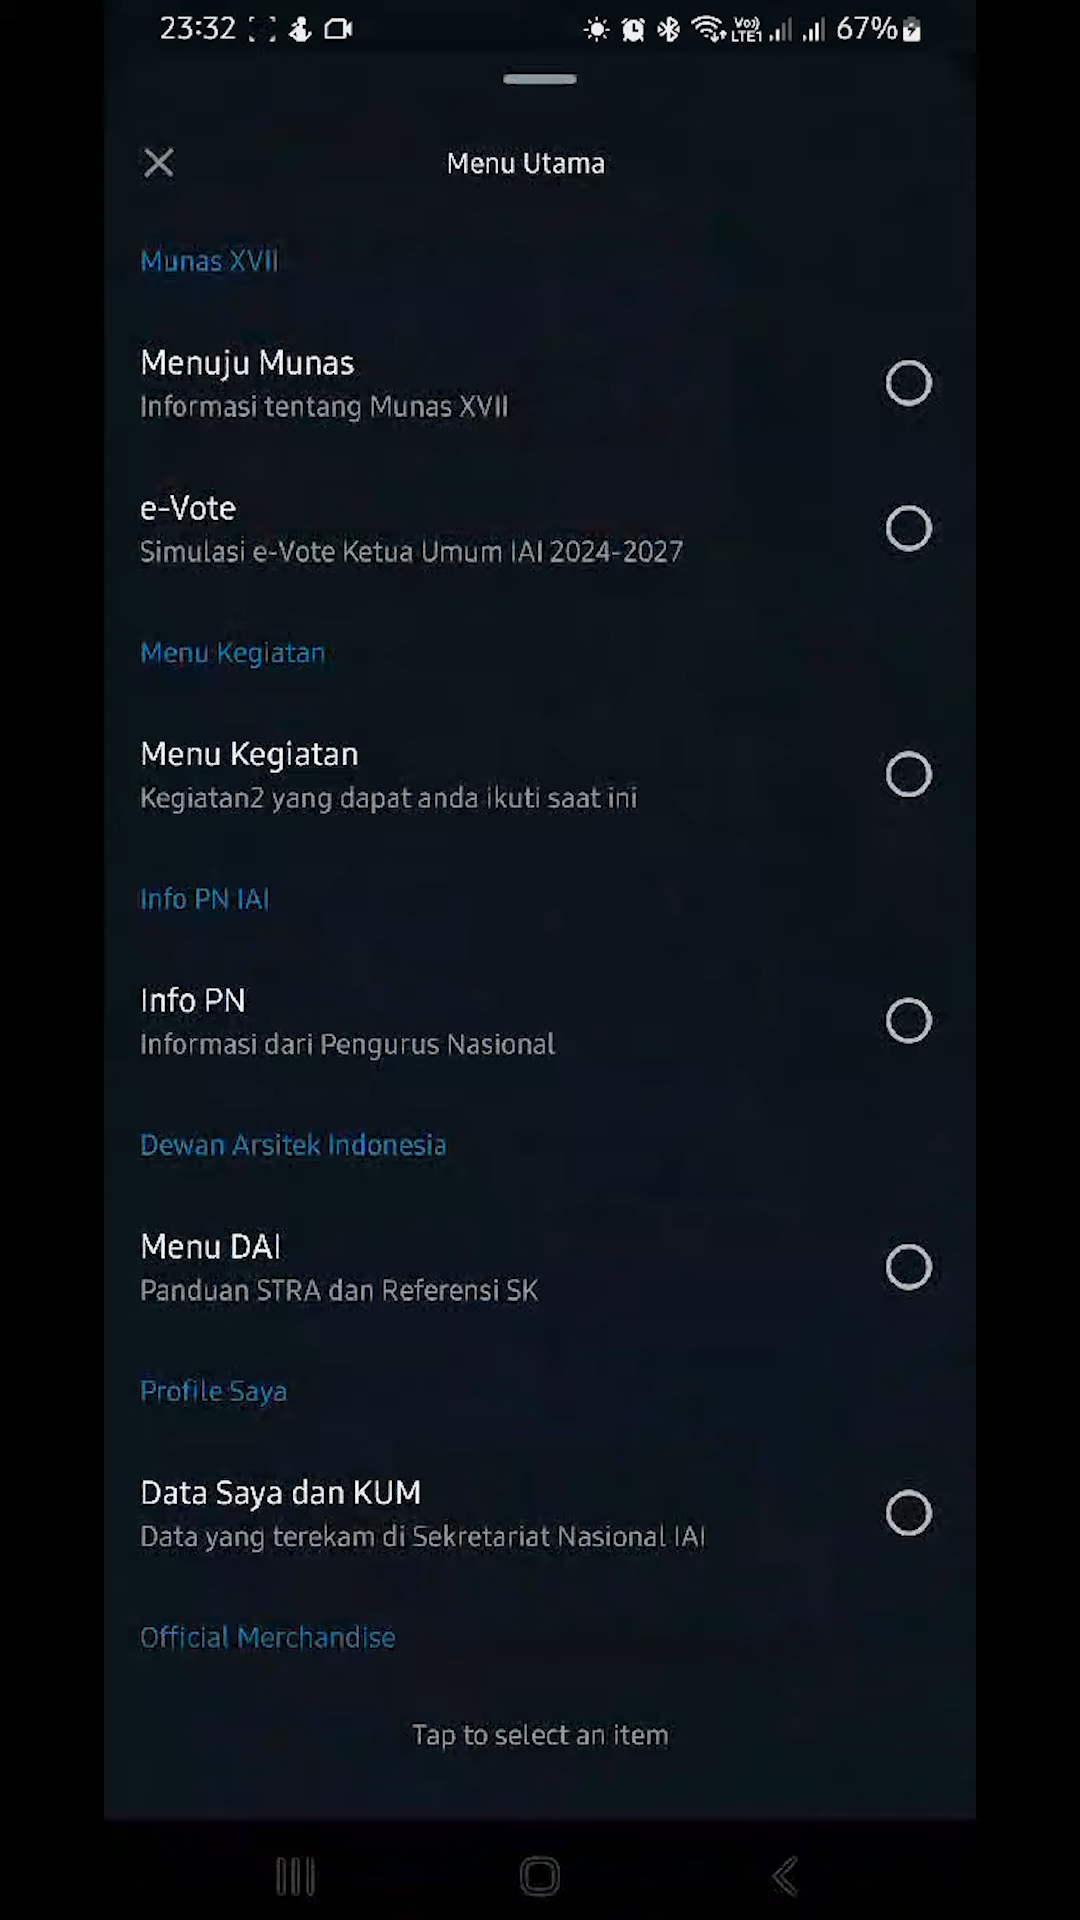 23:32
Vo))
LTE1
67%
Menu Utama
Munas XVII
Menuju Munas
Informasi tentang Munas XVII
e-Vote
Simulasi e-Vote Ketua Umum IAI 2024-2027
Menu Kegiatan
Menu Kegiatan
Kegiatan2 yang dapat anda ikuti saat ini
Info PN IAI
Info PN
Informasi dari Pengurus Nasional
Dewan Arsitek Indonesia
Menu DAI
Panduan STRA dan Referensi SK
Profile Saya
Data Saya dan KUM
Data yang terekam di Sekretariat Nasional IAI
Official Merchandise
Tap to select an item